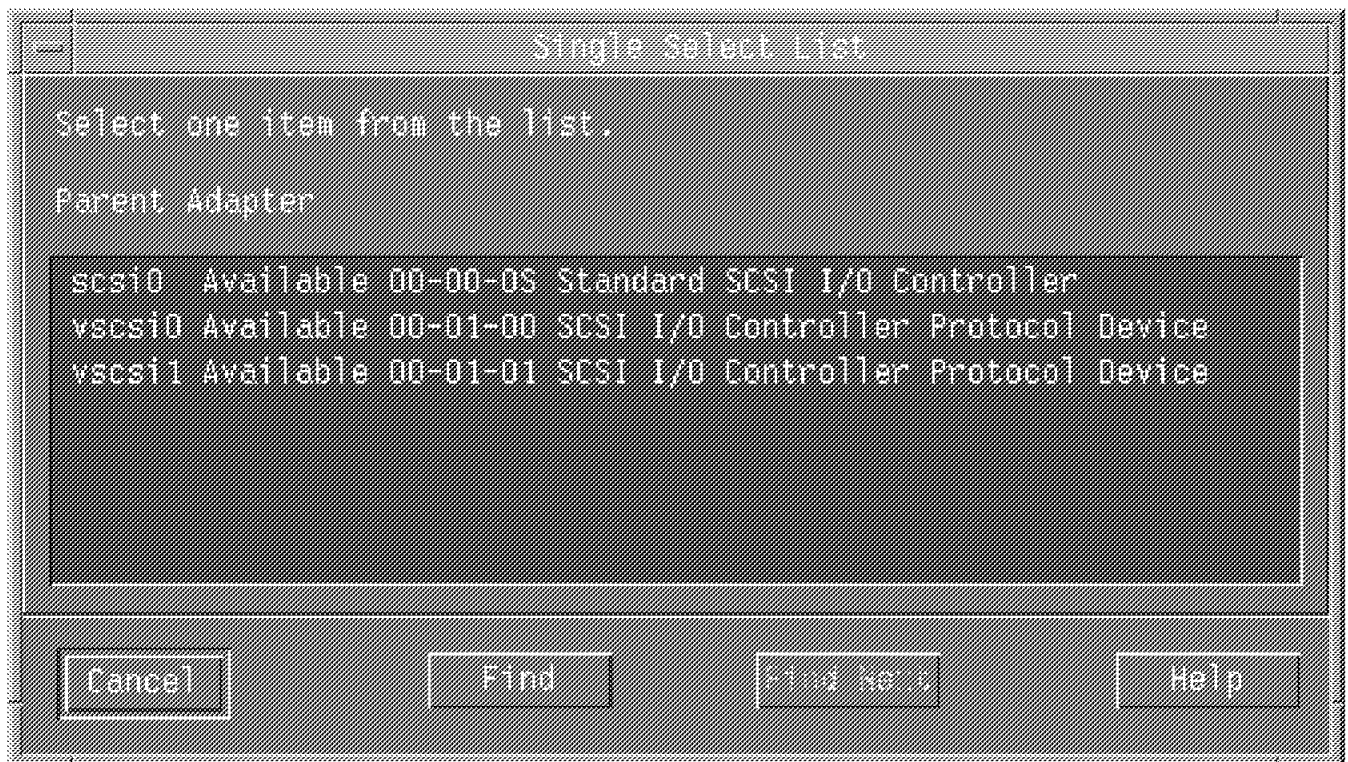 Single Select List
Select one item from the list.
Parent Adapter
scsi0  Available 00-00-0S Standard SCSI I/O Controller
vscsi0 Available 00-01-00 SCSI I/O Controller Protocol Device
vscsi1 Available 00-01-01 SCSI I/O Controller Protocol Device
Cancel Find Find Next Help